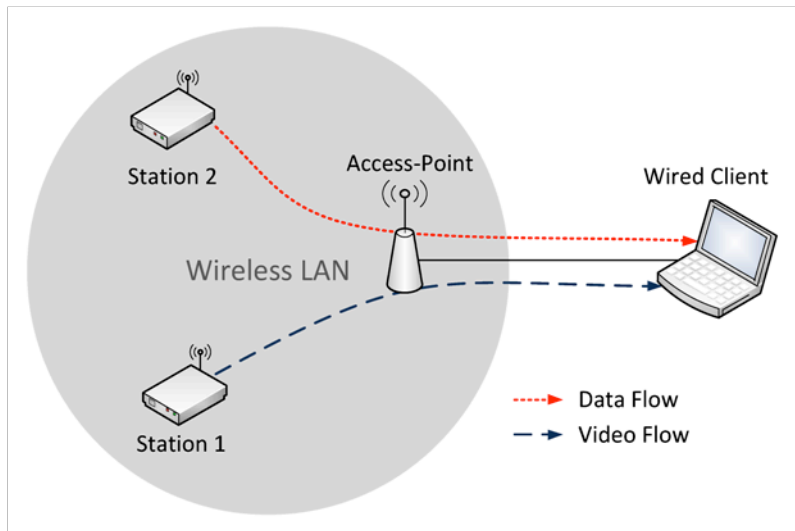 Access-Point
Wired Client
Station 2
Wireless LAN
Data Flow
Video Flow
Station 1